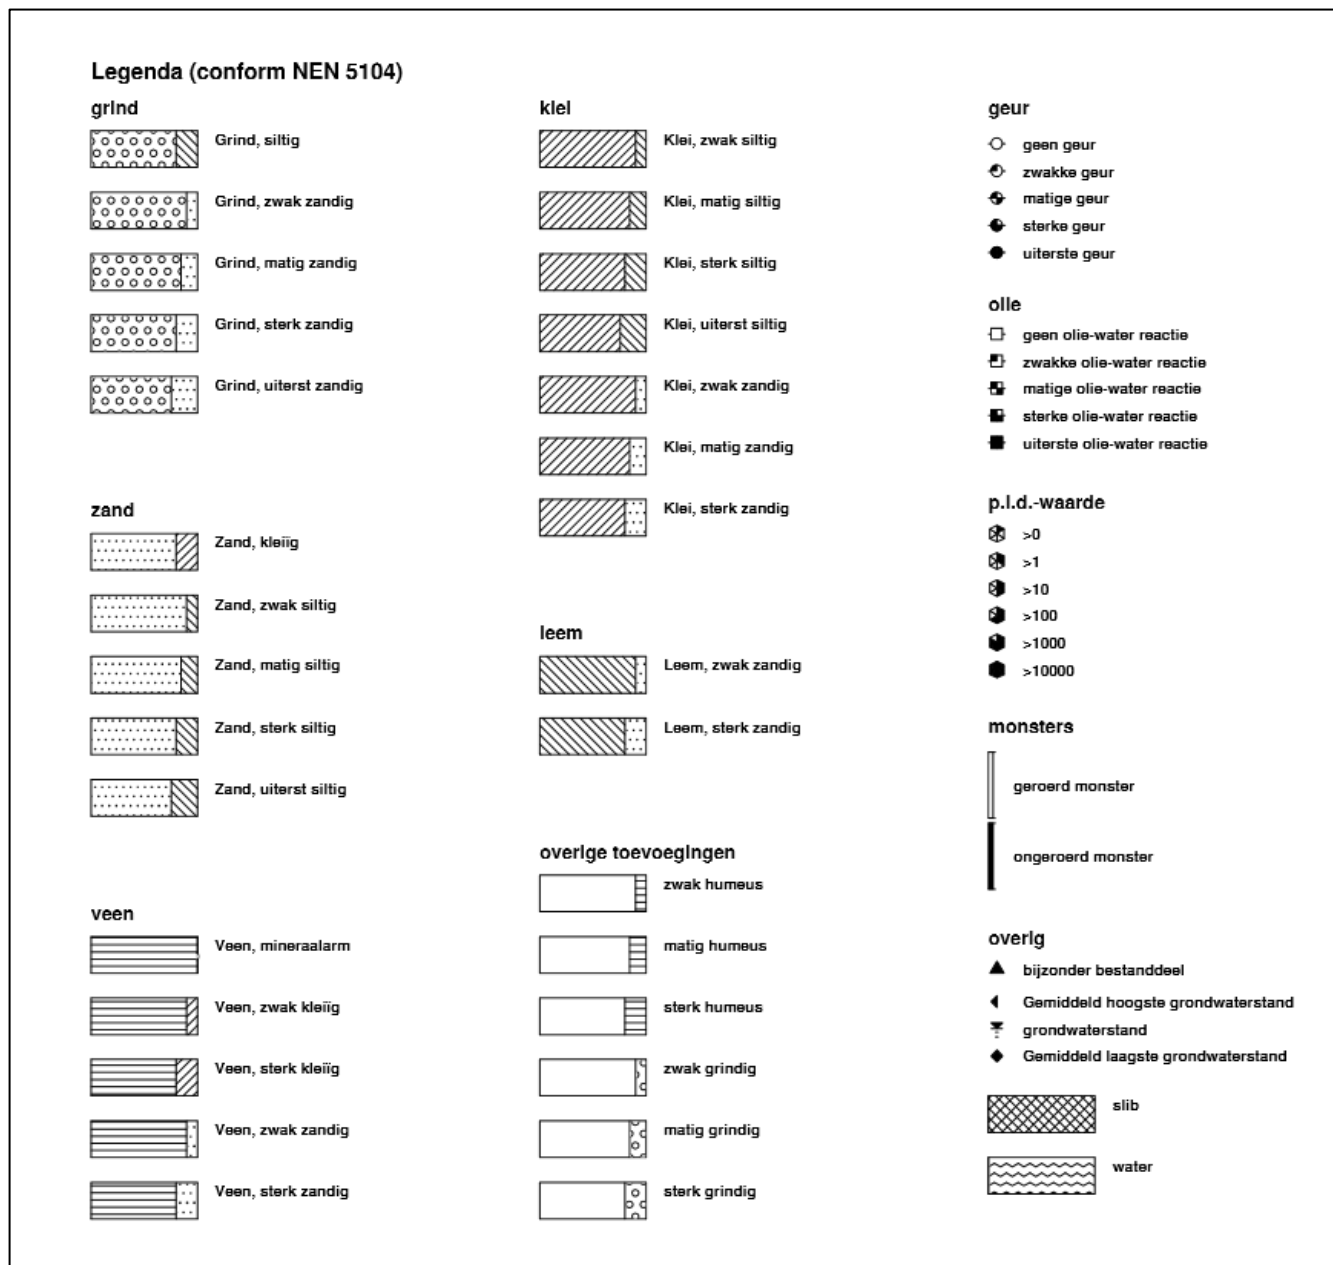 Legenda (conform NEN 5104)
grind
Grind, siltig
Grind, zwak zandig
Grind, matig zandig
Grind, sterk zandig
Grind, uiterst zandig
zand
Zand, kleiïg
Zand, zwak siltig
Zand, matig siltig
Zand, sterk siltig
Zand, uiterst siltig
veen
Veen, mineraalarm
Veen, zwak kleiïg
Veen, sterk kleiïg
Veen, zwak zandig
Veen, sterk zandig
klei
Klei, zwak siltig
Klei, matig siltig
Klei, sterk siltig
Klei, uiterst siltig
Klei, zwak zandig
Klei, matig zandig
Klei, sterk zandig
leem
Leem, zwak zandig
Leem, sterk zandig
overige toevoegingen
zwak humeus
matig humeus
sterk humeus
zwak grindig
matig grindig
sterk grindig
geur
geen geur
zwakke geur
matige geur
sterke geur
uiterste geur
olie
geen olie-water reactie
zwakke olie-water reactie
matige olie-water reactie
sterke olie-water reactie
uiterste olie-water reactie
p.i.d.-waarde
>0
>1
>10
>100
>1000
>10000
monsters
geroerd monster
ongeroerd monster
overig
bijzonder bestanddeel
Gemiddeld hoogste grondwaterstand
grondwaterstand
Gemiddeld laagste grondwaterstand
slib
water